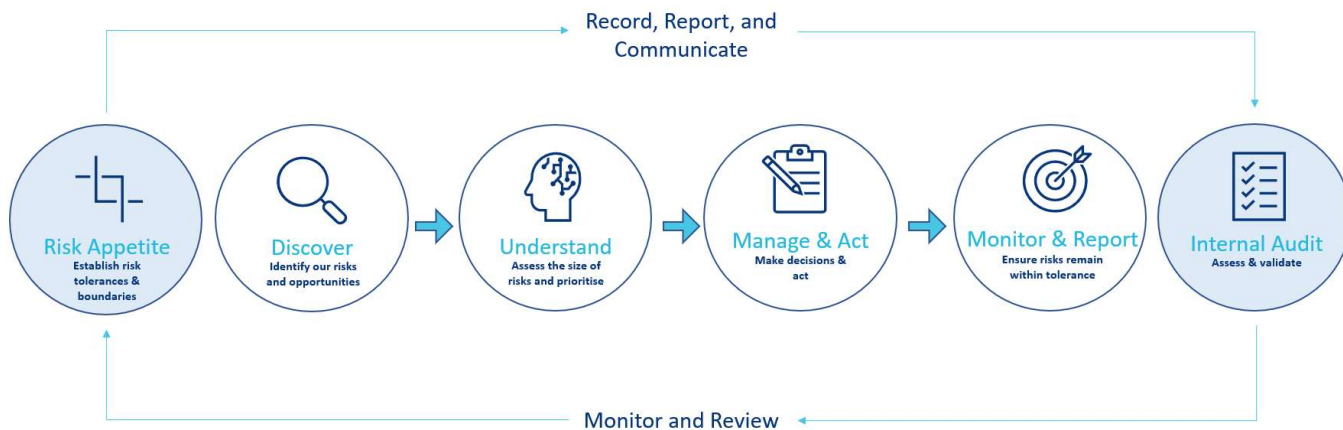 Record, Report, and
Communicate
Risk Appetite
Establish risk
tolerances &
boundaries
Discover
Identify our risks
and opportunities
Understand
Assess the size of
risks and prioritise
Manage & Act
Make decisions &
act
Monitor & Report
Ensure risks remain
within tolerance
Internal Audit
Assess & validate
Monitor and Review